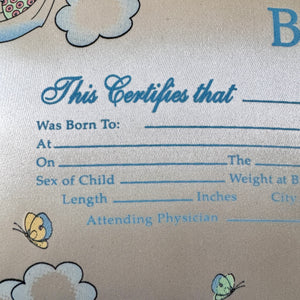 B
This Certifies that
Was Born To:
At
On The
Sex of Child Weight at B
Length Inches City
Attending Physician